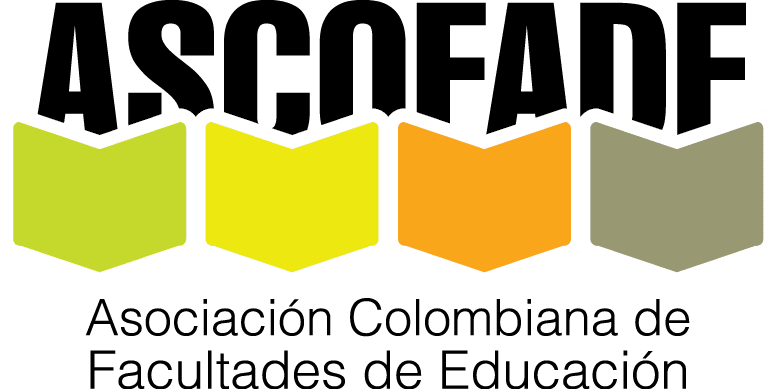 ASCOFADE
Asociación Colombiana de
Facultades de Educación